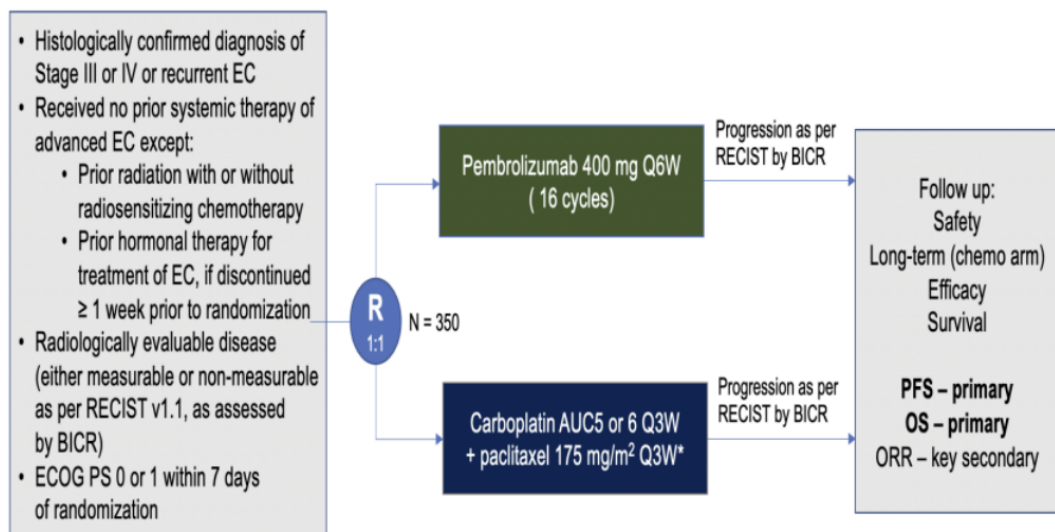 • Histologically confirmed diagnosis of
Stage III or IV or recurrent EC
• Received no prior systemic therapy of
advanced EC except:
• Prior radiation with or without
radiosensitizing chemotherapy
• Prior hormonal therapy for
treatment of EC, if discontinued
≥ 1 week prior to randomization
• Radiologically evaluable disease
(either measurable or non-measurable
as per RECIST v1.1, as assessed
by BICR)
• ECOG PS 0 or 1 within 7 days
of randomization
R
1:1
N = 350
Pembrolizumab 400 mg Q6W
( 16 cycles)
Progression as per
RECIST by BICR
Carboplatin AUC5 or 6 Q3W
+ paclitaxel 175 mg/m² Q3W*
Progression as per
RECIST by BICR
Follow up:
Safety
Long-term (chemo arm)
Efficacy
Survival
PFS – primary
OS – primary
ORR – key secondary